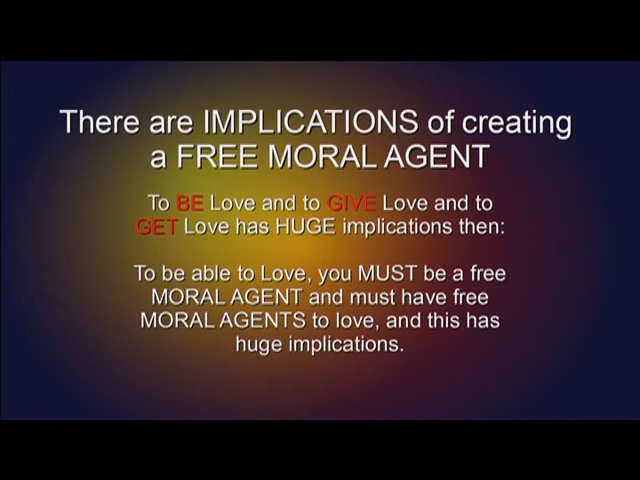 There are IMPLICATIONS of creating
a FREE MORAL AGENT
To BE Love and to GIVE Love and to
GET Love has HUGE implications then:
To be able to Love, you MUST be a free
MORAL AGENT and must have free
MORAL AGENTS to love, and this has
huge implications.